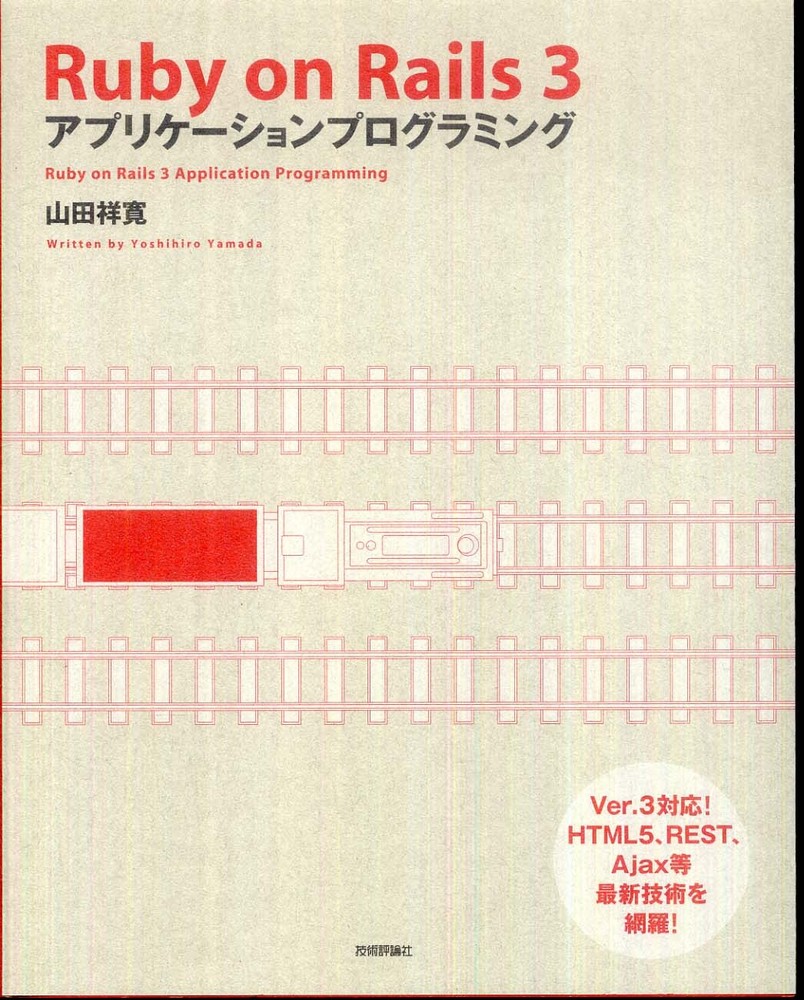 Ruby on Rails 3
アプリケーションプログラミング
Ruby on Rails 3 Application Programming
山田祥寛
Written by Yoshihiro Yamada
Ver.3対応!
HTML5、REST、
Ajax等
最新技術を
網羅!
技術評論社